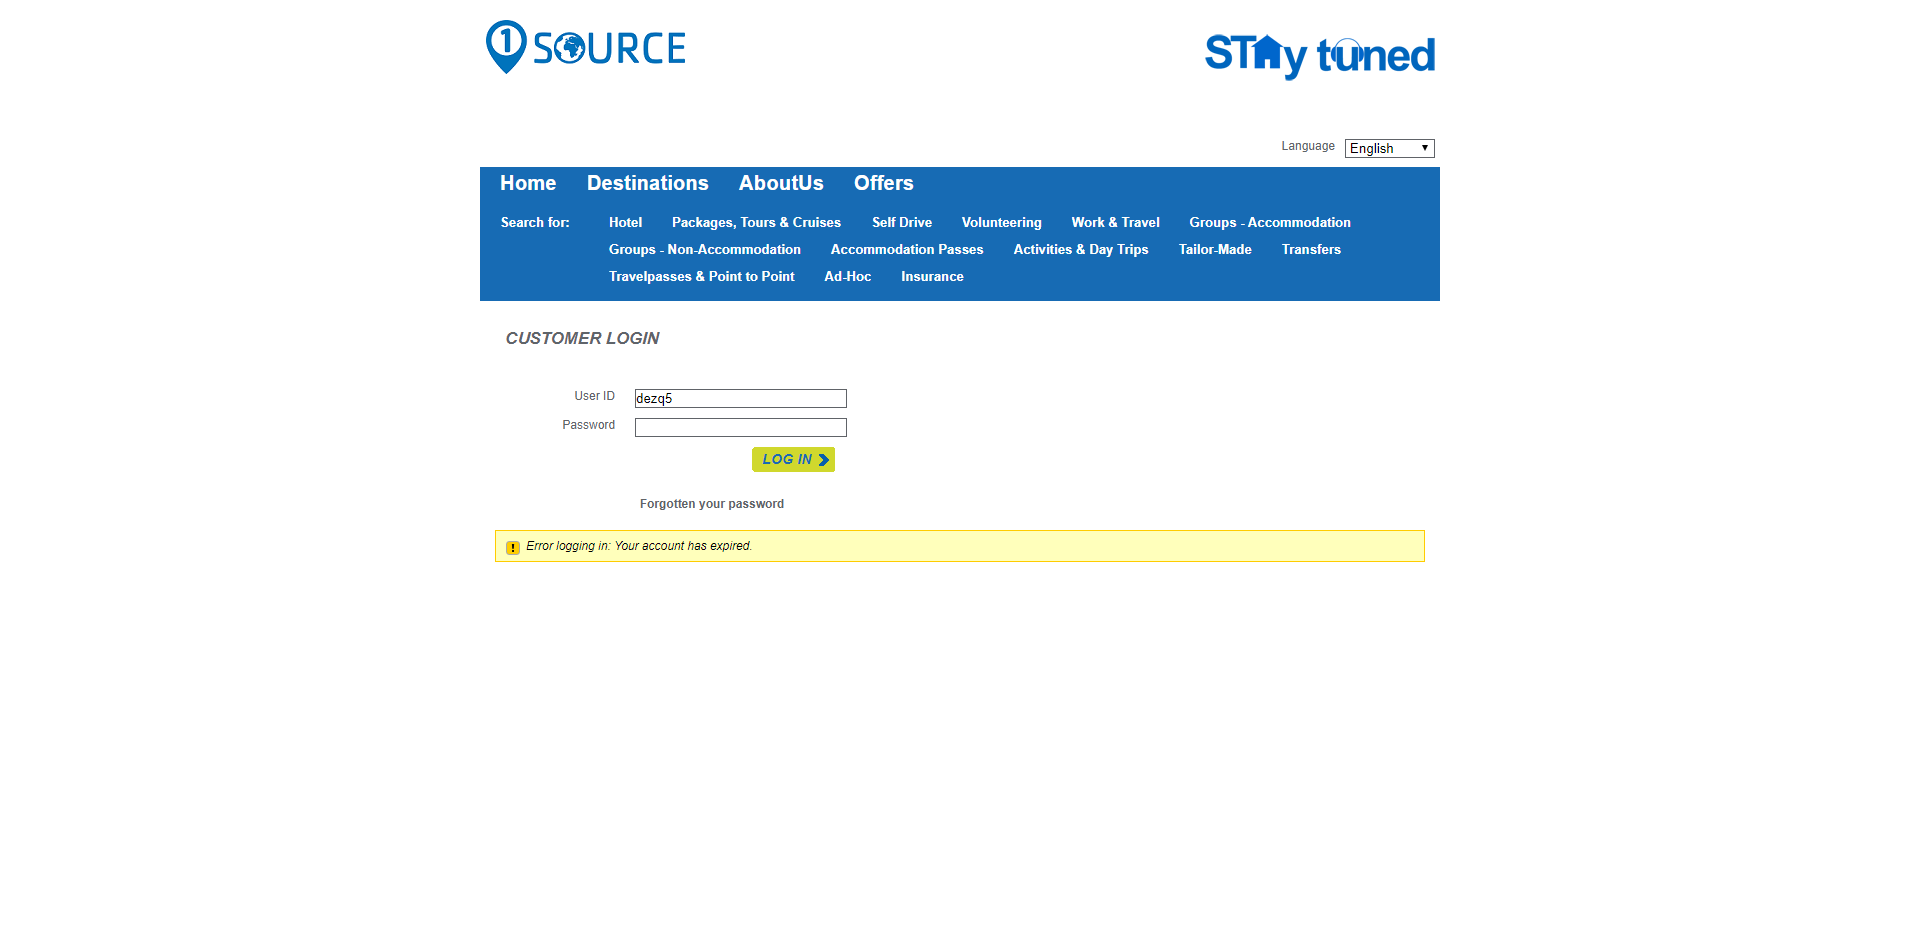 1 SOURCE
STAy tuned
Language English
Home Destinations AboutUs Offers
Search for: Hotel Packages, Tours & Cruises Self Drive Volunteering Work & Travel Groups - Accommodation
Groups - Non-Accommodation Accommodation Passes Activities & Day Trips Tailor-Made Transfers
Travelpasses & Point to Point Ad-Hoc Insurance
CUSTOMER LOGIN
User ID dezq5
Password
LOG IN
Forgotten your password
Error logging in: Your account has expired.